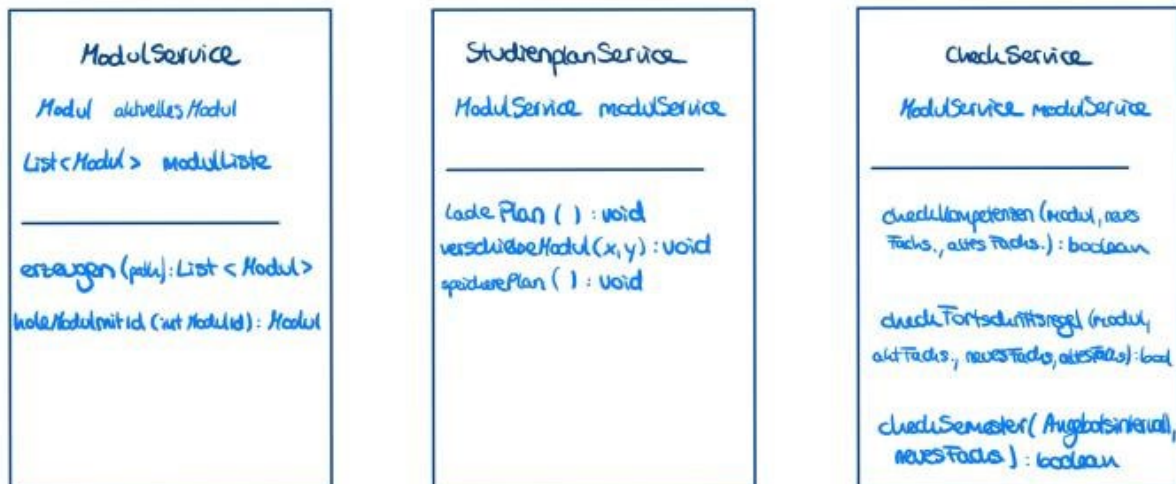 ModulService
Modul aktuellesModul
List<Modul> modulListe
erzeugen (path): List <Modul>
holeModulmitId (int ModulId): Modul
StudienplanService
ModulService modulService
ladePlan ( ) : void
verschiebeModul(x, y) : void
speicherePlan ( ) : void
CheckService
ModulService modulService
checkKompetenzen (modul, neues
Fachs., altes Fachs.) : boolean
checkFortschrittsregel (modul,
aktFachs., neuesFachs, altesFachs) : bool
checkSemester( Angebotsintervall,
neuesFachs ) : boolean